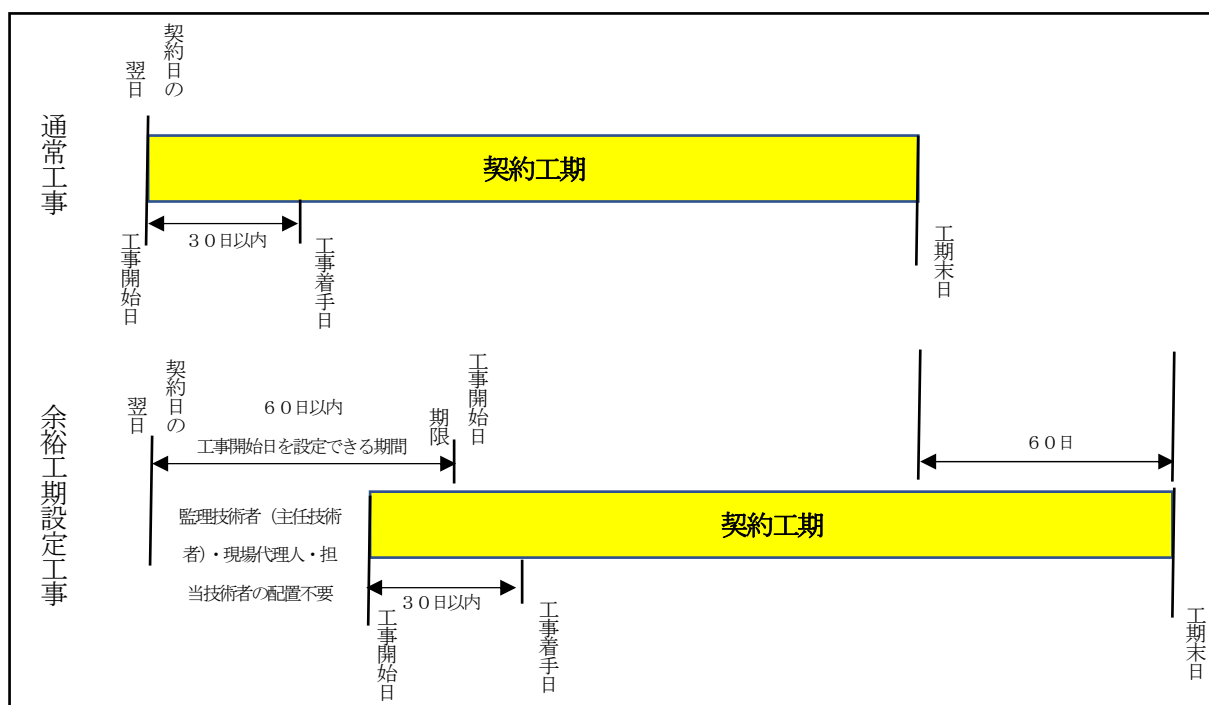 通常工事
契約日の
翌日
契約工期
30日以内
工事開始日
工事着手日
工期末日
余裕工期設定工事
契約日の
翌日
60日以内
工事開始日を設定できる期間
工事開始日
期限
60日
監理技術者(主任技術
者)・現場代理人・担
当技術者の配置不要
契約工期
30日以内
工事開始日
工事着手日
工期末日